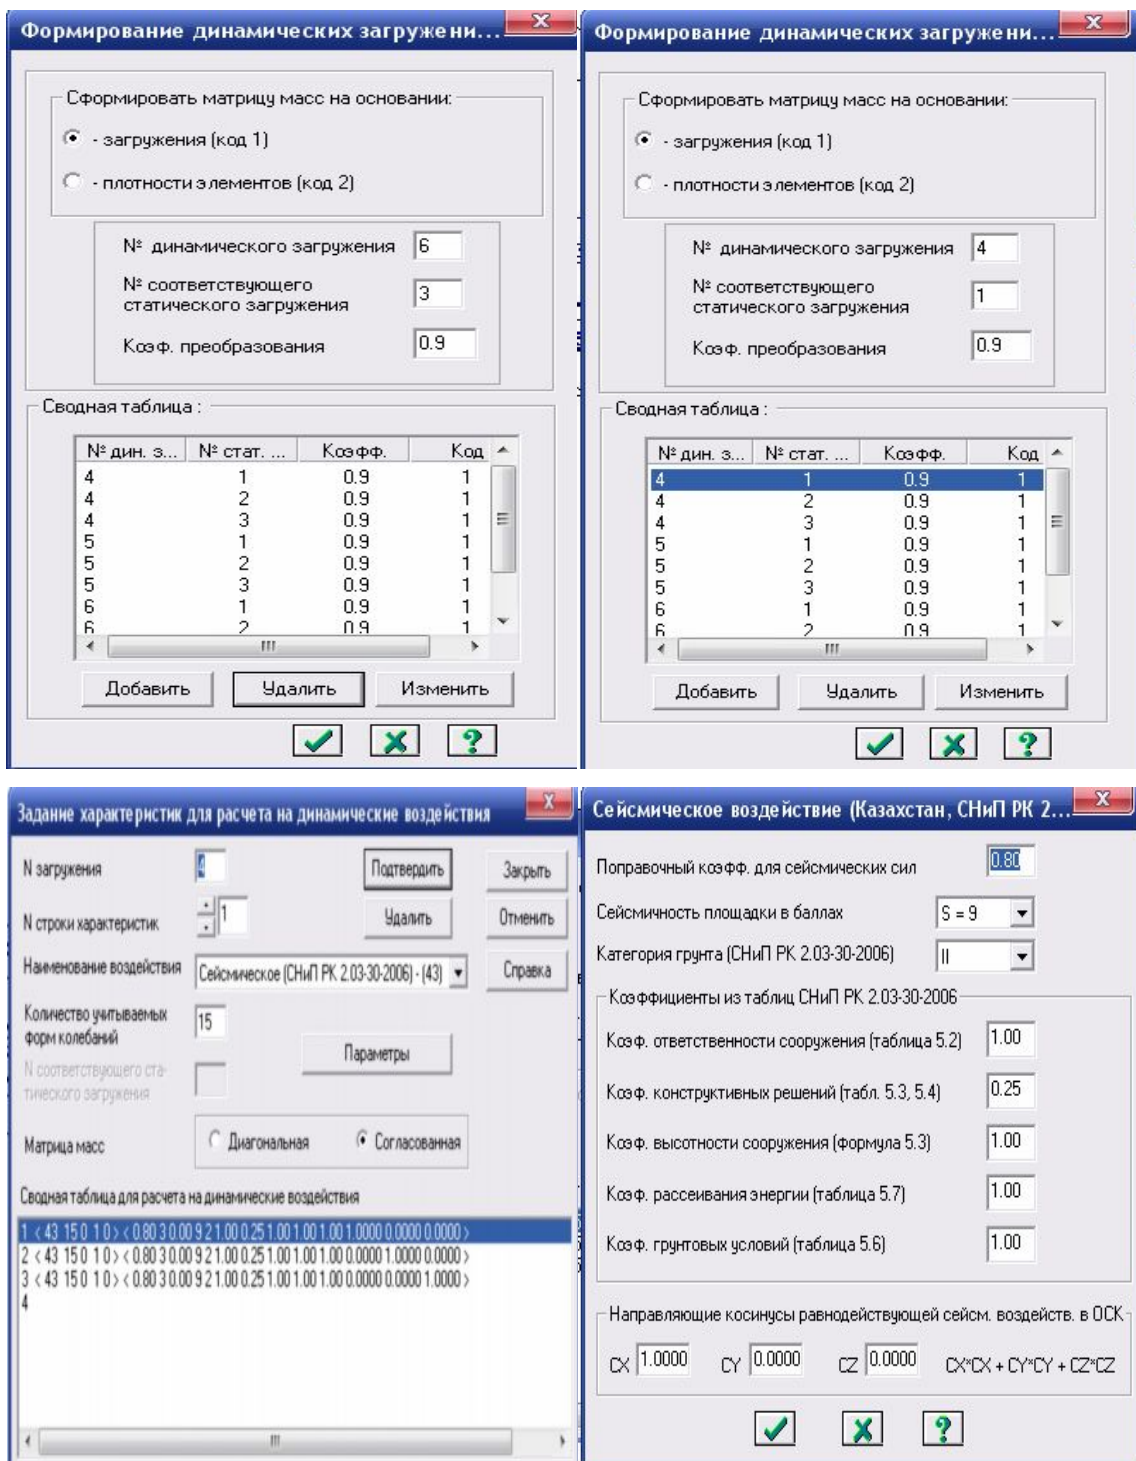 Формирование динамических загружени...
Сформировать матрицу масс на основании:
- загружения (код 1)
- плотности элементов (код 2)
№ динамического загружения 6
№ соответствующего
статического загружения 3
Коэф. преобразования 0.9
Сводная таблица :
№ дин. з... № стат. ... Коэфф. Код
4 1 0.9 1
4 2 0.9 1
4 3 0.9 1
5 1 0.9 1
5 2 0.9 1
5 3 0.9 1
6 1 0.9 1
6 2 0.9 1
Добавить Удалить Изменить
Формирование динамических загружени...
Сформировать матрицу масс на основании:
- загружения (код 1)
- плотности элементов (код 2)
№ динамического загружения 4
№ соответствующего
статического загружения 1
Коэф. преобразования 0.9
Сводная таблица :
№ дин. з... № стат. ... Коэфф. Код
4 1 0.9 1
4 2 0.9 1
4 3 0.9 1
5 1 0.9 1
5 2 0.9 1
5 3 0.9 1
6 1 0.9 1
6 2 0.9 1
Добавить Удалить Изменить
Задание характеристик для расчета на динамические воздействия
N загружения 4 Подтвердить Закрыть
N строки характеристик 1 Удалить Отменить
Наименование воздействия Сейсмическое (СНиП РК 2.03-30-2006) - (43) Справка
Количество учитываемых
форм колебаний 15
Параметры
N соответствующего ста-
тического загружения
Матрица масс Диагональная Согласованная
Сводная таблица для расчета на динамические воздействия
1 < 43 15 0 1 0 > < 0.80 3 0.00 9 2 1.00 0.25 1.00 1.00 1.00 1.0000 0.0000 0.0000 >
2 < 43 15 0 1 0 > < 0.80 3 0.00 9 2 1.00 0.25 1.00 1.00 1.00 0.0000 1.0000 0.0000 >
3 < 43 15 0 1 0 > < 0.80 3 0.00 9 2 1.00 0.25 1.00 1.00 1.00 0.0000 0.0000 1.0000 >
4
Сейсмическое воздействие (Казахстан, СНиП РК 2...
Поправочный коэфф. для сейсмических сил 0.80
Сейсмичность площадки в баллах S = 9
Категория грунта (СНиП РК 2.03-30-2006) II
Коэффициенты из таблиц СНиП РК 2.03-30-2006
Коэф. ответственности сооружения (таблица 5.2) 1.00
Коэф. конструктивных решений (табл. 5.3, 5.4) 0.25
Коэф. высотности сооружения (формула 5.3) 1.00
Коэф. рассеивания энергии (таблица 5.7) 1.00
Коэф. грунтовых условий (таблица 5.6) 1.00
Направляющие косинусы равнодействующей сейсм. воздейств. в ОСК
CX 1.0000 CY 0.0000 CZ 0.0000 CX*CX + CY*CY + CZ*CZ